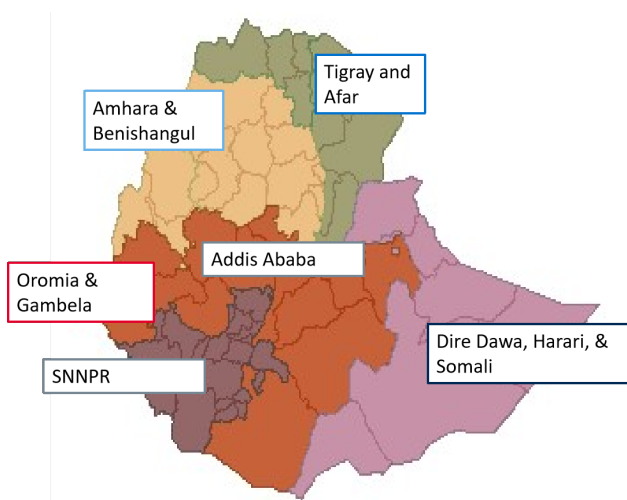 Tigray and
Afar
Amhara &
Benishangul
Addis Ababa
Oromia &
Gambela
Dire Dawa, Harari, &
Somali
SNNPR